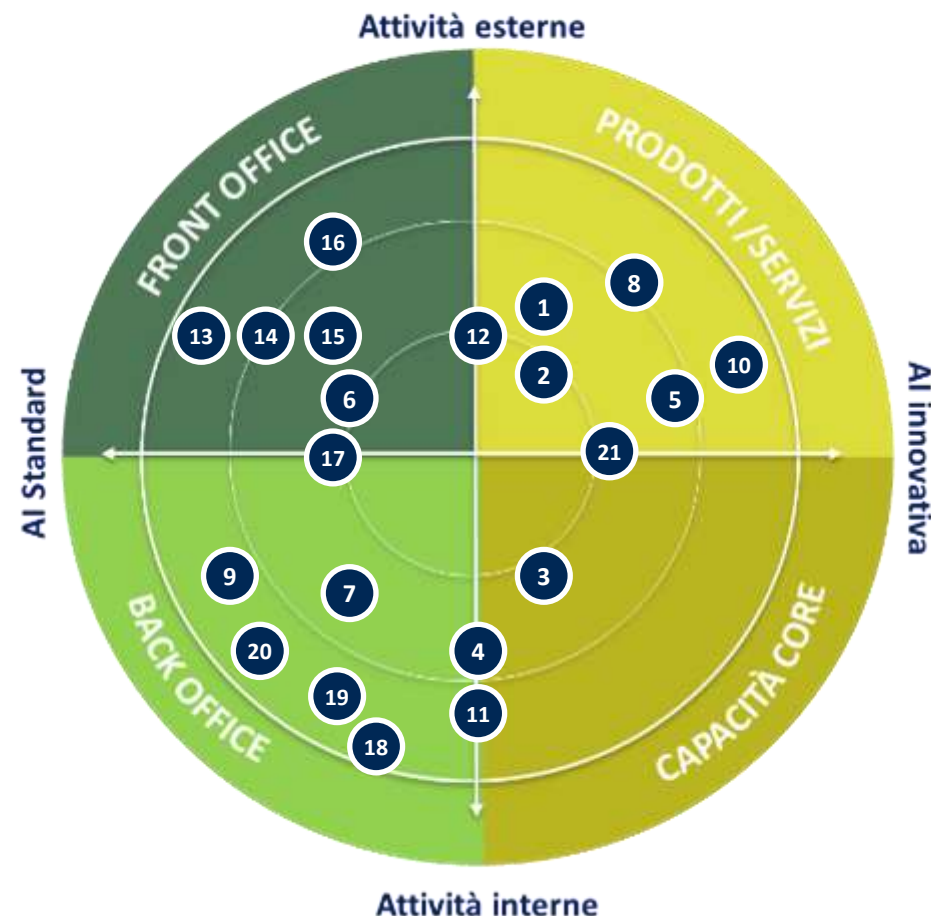 Attività esterne
FRONT OFFICE
PRODOTTI /SERVIZI
16
8
1
13
14
15
12
10
2
6
5
AI Standard
AI innovativa
17
21
9
7
3
20
4
19
11
18
BACK OFFICE
CAPACITÀ CORE
Attività interne